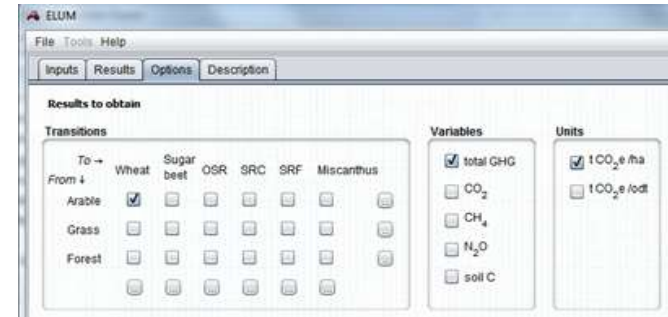 ELUM
File Tools Help
Inputs Results Options Description
Results to obtain
Transitions
To →
From ↓
Wheat Sugar beet OSR SRC SRF Miscanthus
Arable
Grass
Forest
Variables
total GHG
CO₂
CH₄
N₂O
soil C
Units
t CO₂e /ha
t CO₂e /odt